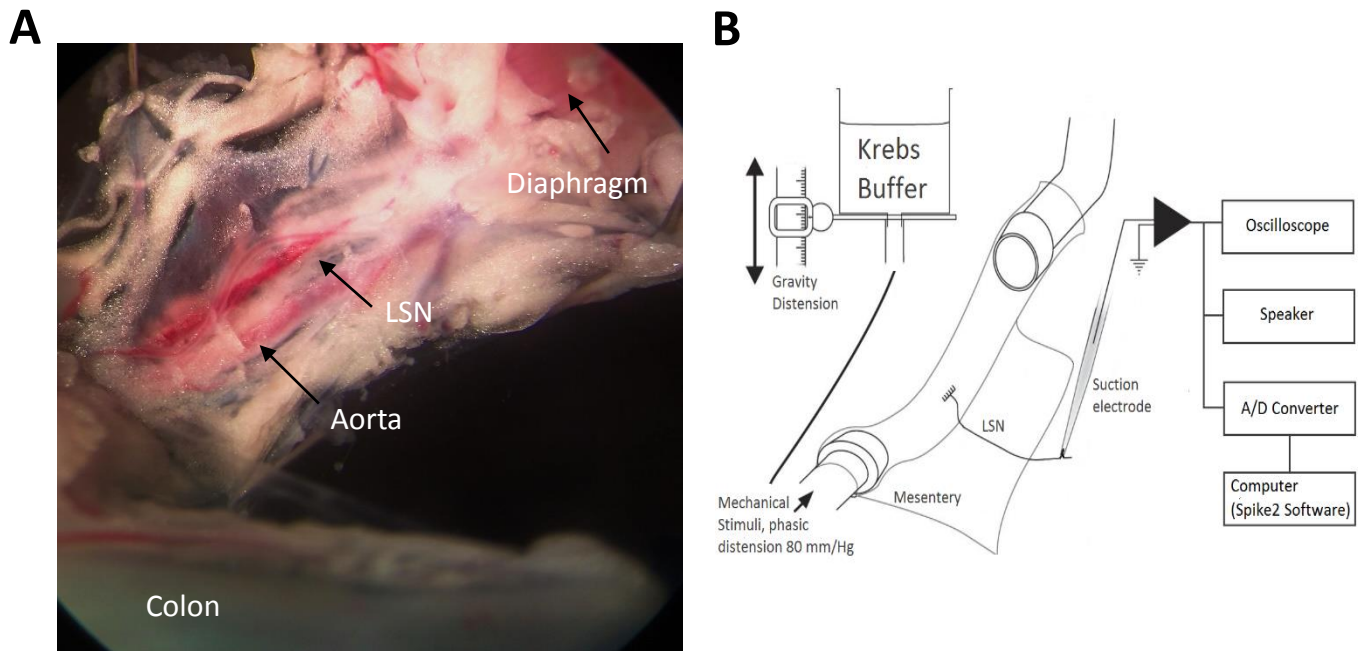 A
Diaphragm
LSN
Aorta
Colon
B
Krebs
Buffer
Gravity
Distension
LSN
Mesentery
Mechanical
Stimuli, phasic
distension 80 mm/Hg
Suction
electrode
Oscilloscope
Speaker
A/D Converter
Computer
(Spike2 Software)